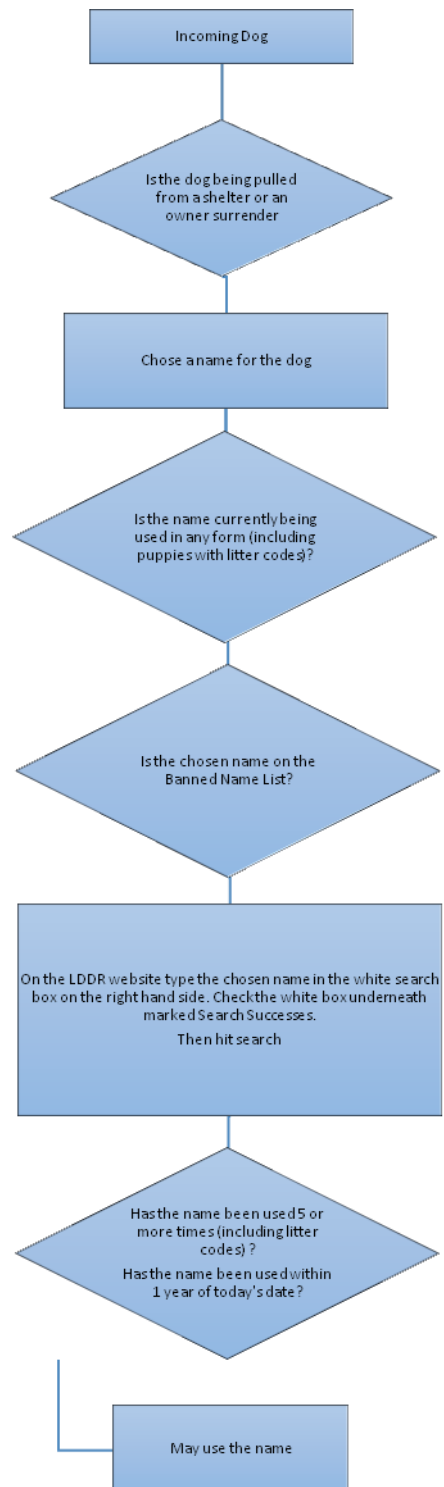 Incoming Dog
Is the dog being pulled
from a shelter or an
owner surrender
Chose a name for the dog
Is the name currently being
used in any form (including
puppies with litter codes)?
Is the chosen name on the
Banned Name List?
On the LDDR website type the chosen name in the white search
box on the right hand side. Check the white box underneath
marked Search Successes.
Then hit search
Has the name been used 5 or
more times (including litter
codes) ?
Has the name been used within
1 year of today's date?
May use the name